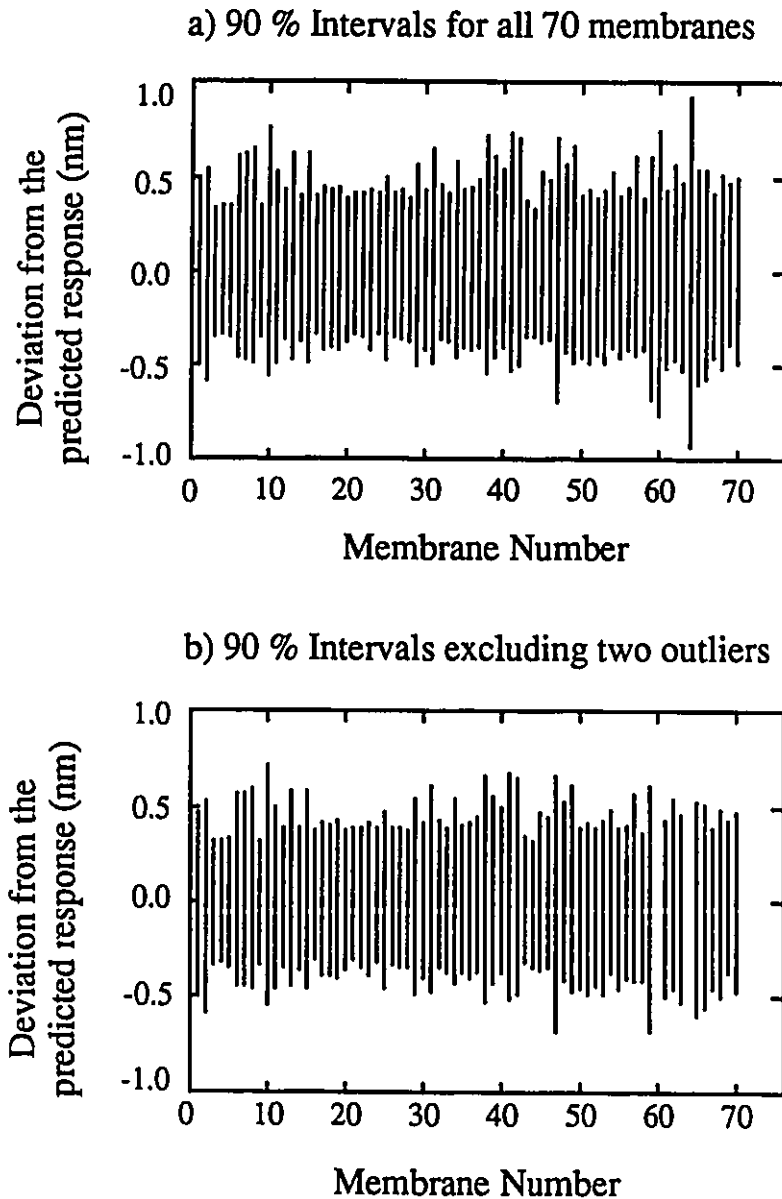 a) 90 % Intervals for all 70 membranes
1.0
0.5
0.0
-0.5
-1.0
Deviation from the
predicted response (nm)
0 10 20 30 40 50 60 70
Membrane Number
b) 90 % Intervals excluding two outliers
1.0
0.5
0.0
-0.5
-1.0
Deviation from the
predicted response (nm)
0 10 20 30 40 50 60 70
Membrane Number